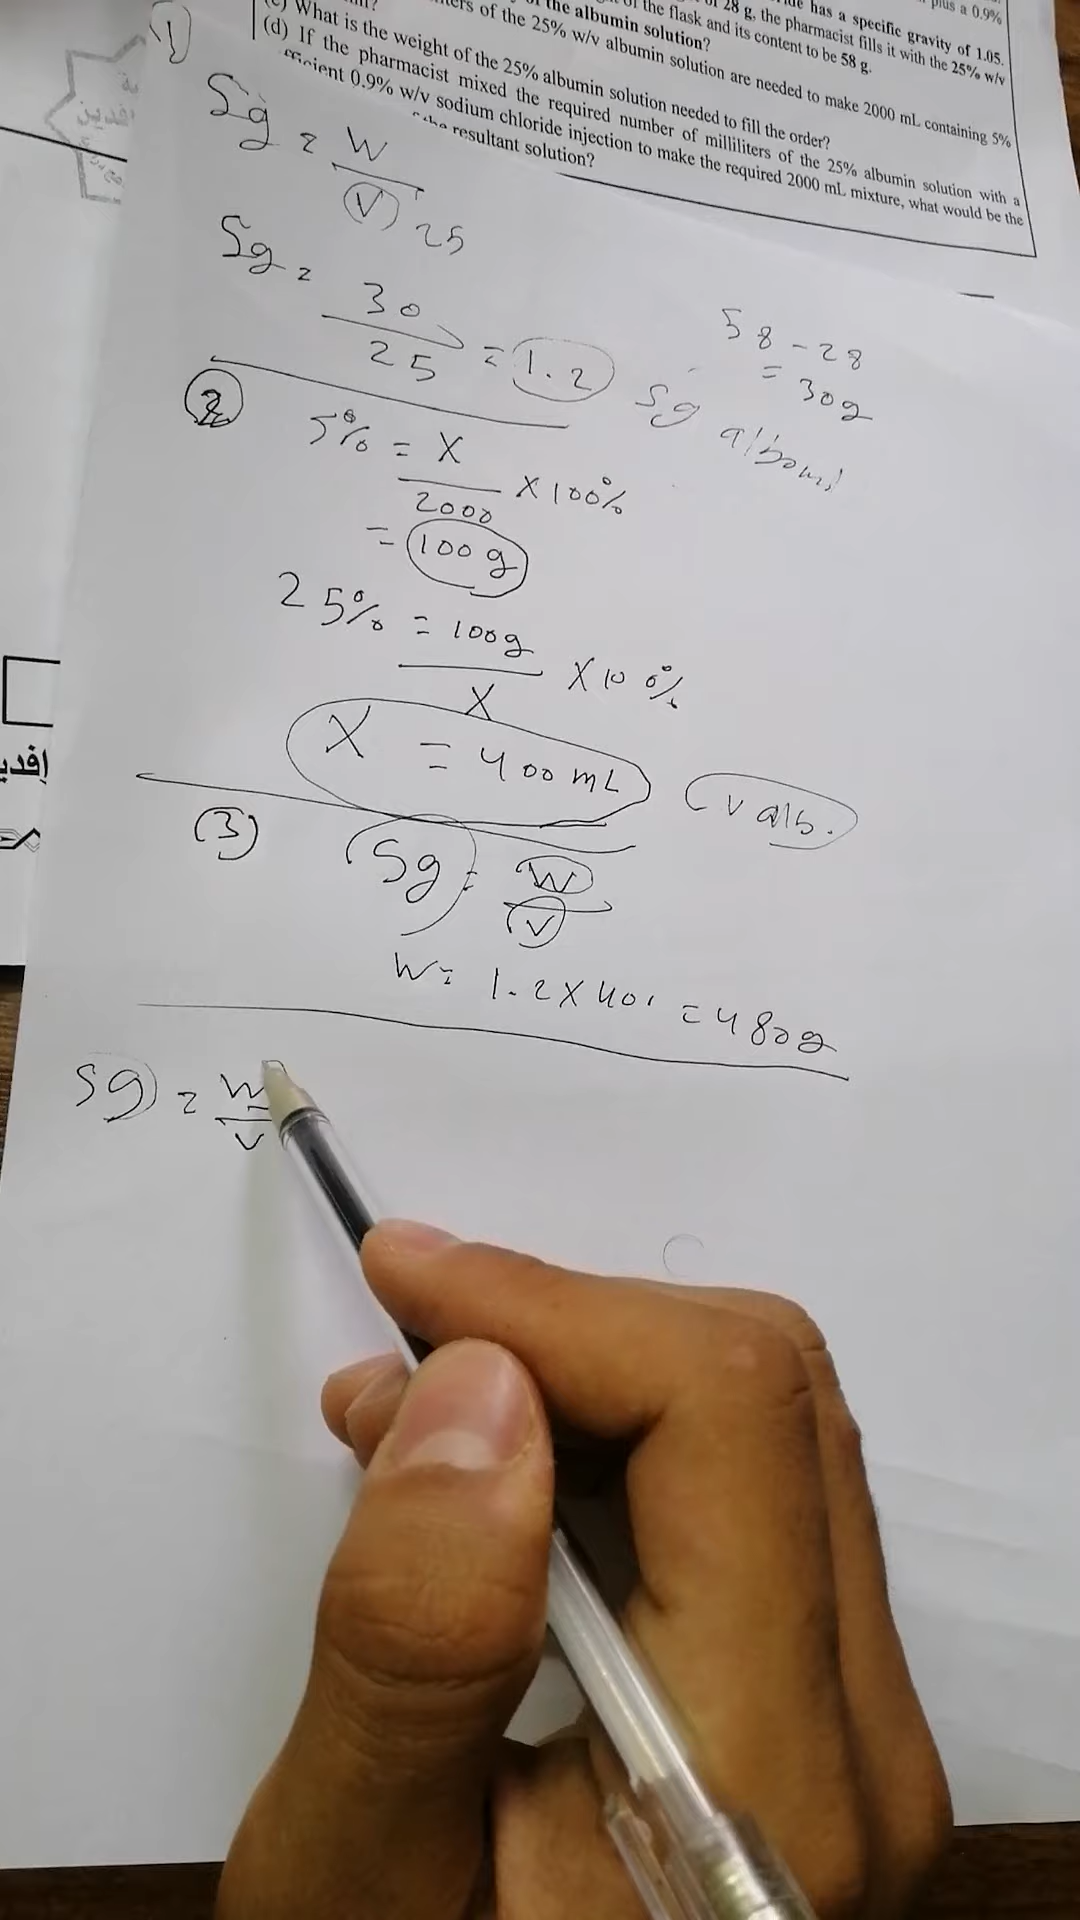 plus a 0.9%
has a specific gravity of 1.05.
28 g, the pharmacist fills it with the 25% w/v
of the flask and its content to be 58 g.
the albumin solution?
of the 25% w/v albumin solution are needed to make 2000 mL containing 5%
What is the weight of the 25% albumin solution needed to fill the order?
(d) If the pharmacist mixed the required number of milliliters of the 25% albumin solution with a
0.9% w/v sodium chloride injection to make the required 2000 mL mixture, what would be the
resultant solution?
1)
Sg = W
(V) 25
Sg = 30
25 = 1.2
58 - 28
= 30g
Sg
2
5% = X
2000 X 100%
= 100 g
25% = 100g
X X 100%
X = 400 mL
V alb.
(3) Sg = W
V
W = 1.2 X 400 = 480g
Sg = W
V